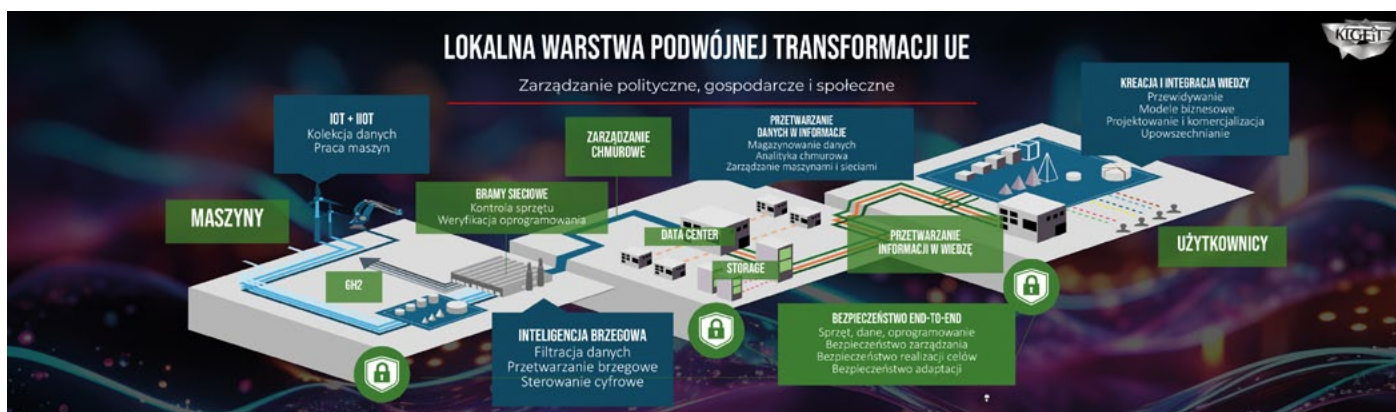 LOKALNA WARSTWA PODWÓJNEJ TRANSFORMACJI UE
KIGEiT
Zarządzanie polityczne, gospodarcze i społeczne
IOT + IIOT
Kolekcja danych
Praca maszyn
ZARZĄDZANIE
CHMUROWE
PRZETWARZANIE
DANYCH W INFORMACJE
Magazynowanie danych
Analityka chmurowa
Zarządzanie maszynami i sieciami
KREACJA I INTEGRACJA WIEDZY
Przewidywanie
Modele biznesowe
Projektowanie i komercjalizacja
Upowszechnianie
MASZYNY
BRAMY SIECIOWE
Kontrola sprzętu
Weryfikacja oprogramowania
DATA CENTER
STORAGE
PRZETWARZANIE
INFORMACJI W WIEDZĘ
UŻYTKOWNICY
GH2
INTELIGENCJA BRZEGOWA
Filtracja danych
Przetwarzanie brzegowe
Sterowanie cyfrowe
BEZPIECZEŃSTWO END-TO-END
Sprzęt, dane, oprogramowanie
Bezpieczeństwo zarządzania
Bezpieczeństwo realizacji celów
Bezpieczeństwo adaptacji